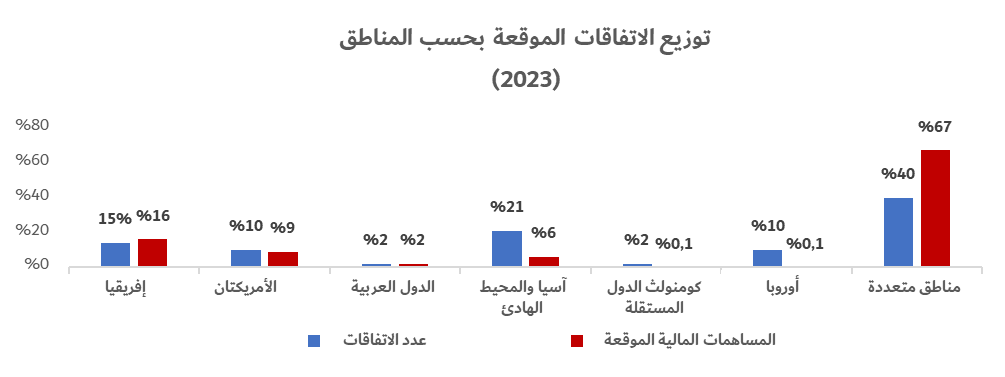 توزيع الاتفاقات الموقعة بحسب المناطق
(2023)
%80
%60
%40
%20
%0
15%
%16
%10
%9
%2
%2
%21
%6
%2
%0,1
%10
%0,1
%40
%67
إفريقيا
الأمريكتان
الدول العربية
آسيا والمحيط
الهادئ
كومنولث الدول
المستقلة
أوروبا
مناطق متعددة
عدد الاتفاقات
المساهمات المالية الموقعة